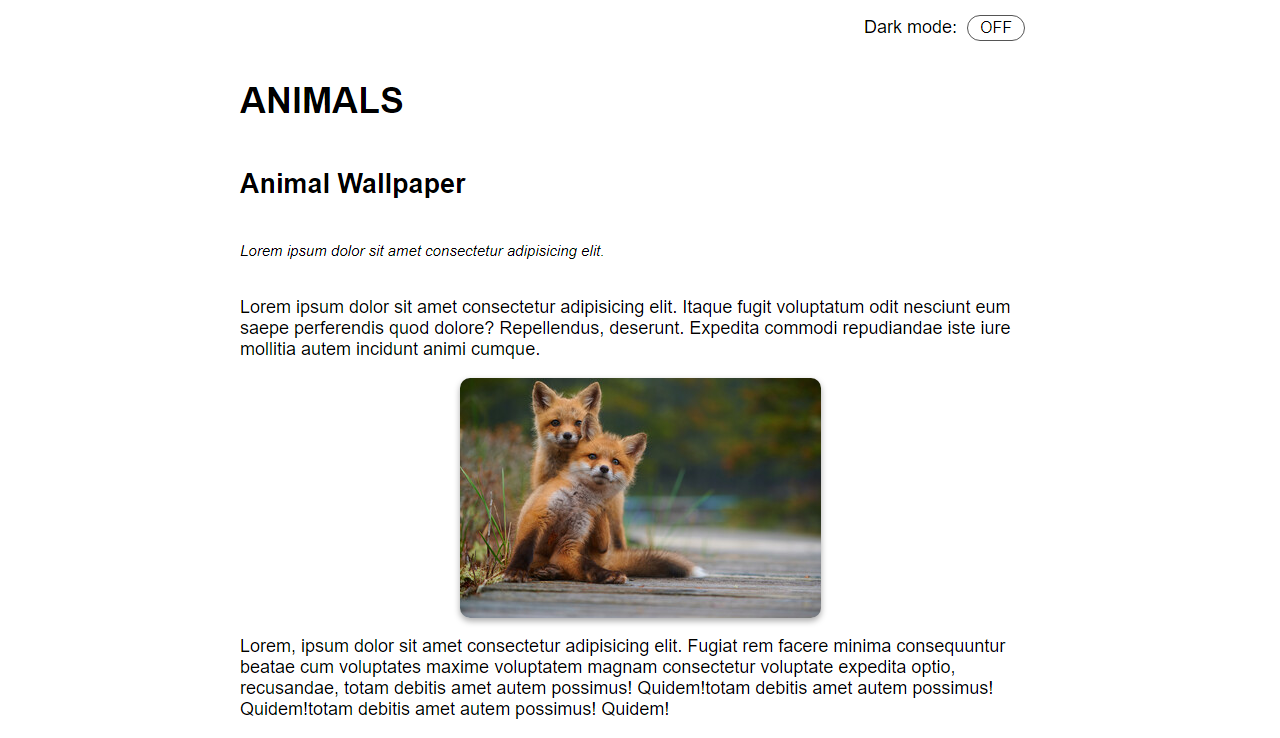 Dark mode: OFF
ANIMALS
Animal Wallpaper
Lorem ipsum dolor sit amet consectetur adipisicing elit.
Lorem ipsum dolor sit amet consectetur adipisicing elit. Itaque fugit voluptatum odit nesciunt eum
saepe perferendis quod dolore? Repellendus, deserunt. Expedita commodi repudiandae iste iure
mollitia autem incidunt animi cumque.
Lorem, ipsum dolor sit amet consectetur adipisicing elit. Fugiat rem facere minima consequuntur
beatae cum voluptates maxime voluptatem magnam consectetur voluptate expedita optio,
recusandae, totam debitis amet autem possimus! Quidem!totam debitis amet autem possimus!
Quidem!totam debitis amet autem possimus! Quidem!